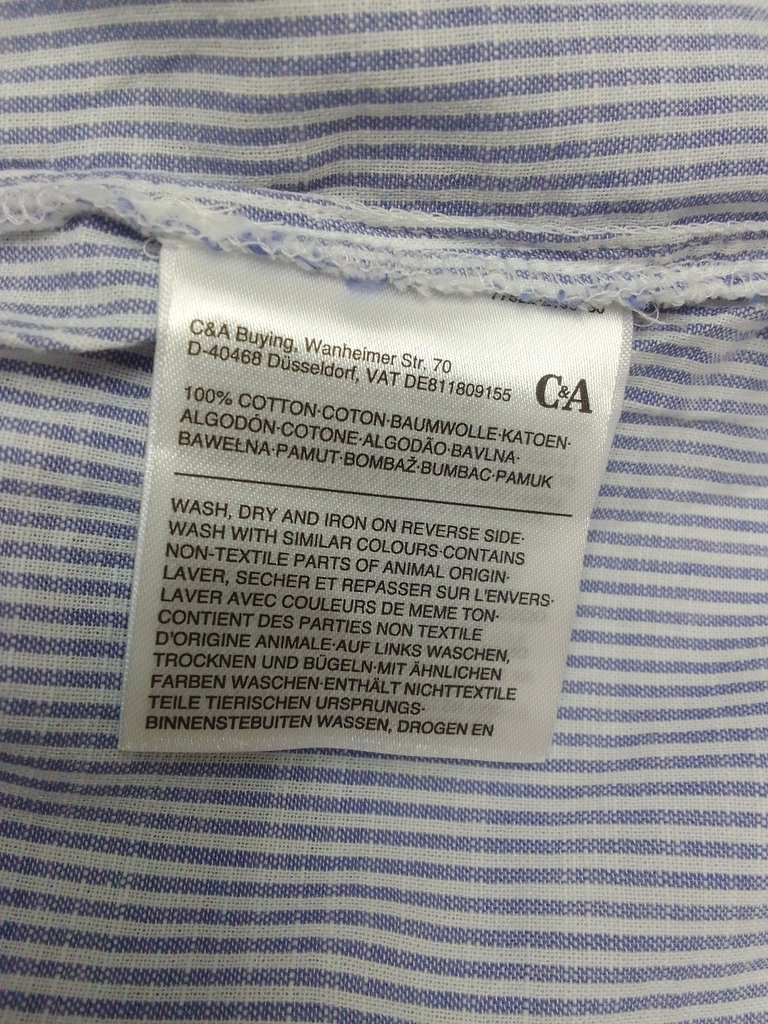 C&A Buying, Wanheimer Str. 70
D-40468 Düsseldorf, VAT DE811809155
C&A
100% COTTON·COTON·BAUMWOLLE·KATOEN·
ALGODÓN·COTONE·ALGODÃO·BAVLNA·
BAWEŁNA·PAMUT·BOMBAŽ·BUMBAC·PAMUK
WASH, DRY AND IRON ON REVERSE SIDE·
WASH WITH SIMILAR COLOURS·CONTAINS
NON-TEXTILE PARTS OF ANIMAL ORIGIN·
LAVER, SECHER ET REPASSER SUR L'ENVERS·
LAVER AVEC COULEURS DE MEME TON·
CONTIENT DES PARTIES NON TEXTILE
D'ORIGINE ANIMALE·AUF LINKS WASCHEN,
TROCKNEN UND BÜGELN·MIT ÄHNLICHEN
FARBEN WASCHEN·ENTHÄLT NICHTTEXTILE
TEILE TIERISCHEN URSPRUNGS·
BINNENSTEBUITEN WASSEN, DROGEN EN